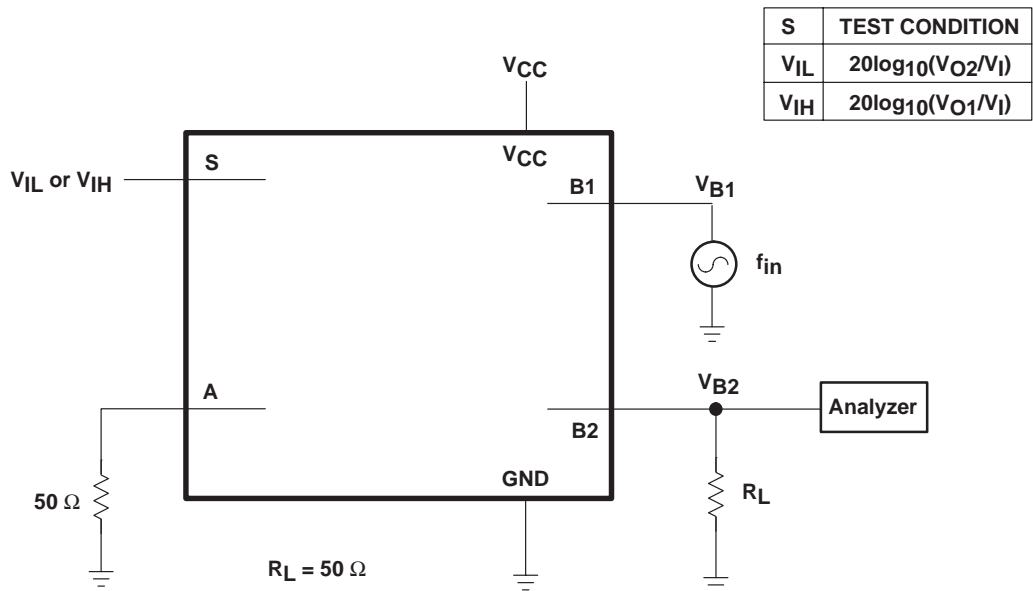 S TEST CONDITION
VIL 20log10(VO2/VI)
VIH 20log10(VO1/VI)
VCC
VCC
S
VIL or VIH
B1
VB1
fin
A
VB2
B2
Analyzer
GND
50 Ω
RL
RL = 50 Ω